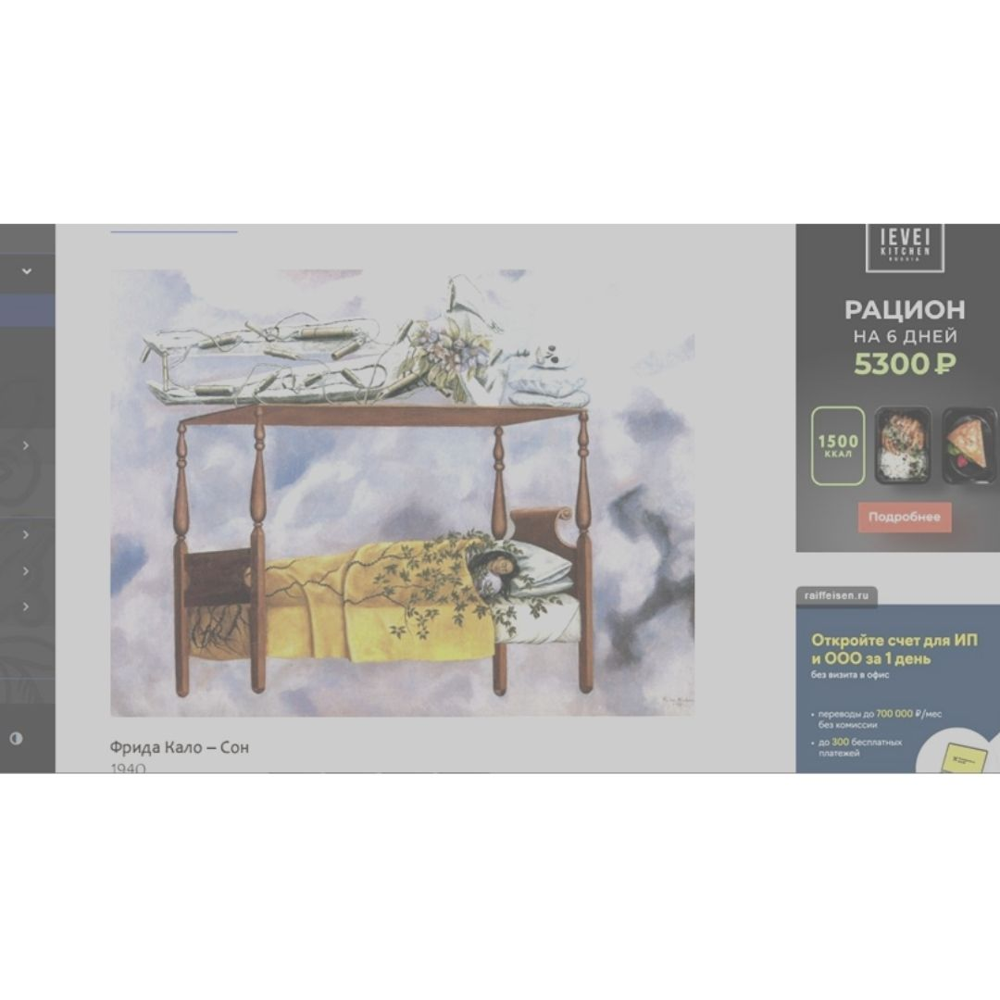 Фрида Кало – Сон
1940
KITCHEN
RUSSIA
РАЦИОН
НА 6 ДНЕЙ
5300 ₽
1500
ККАЛ
Подробнее
raiffeisen.ru
Откройте счет для ИП
и ООО за 1 день
без визита в офис
• переводы до 700 000 ₽/мес
без комиссии
• до 300 бесплатных
платежей